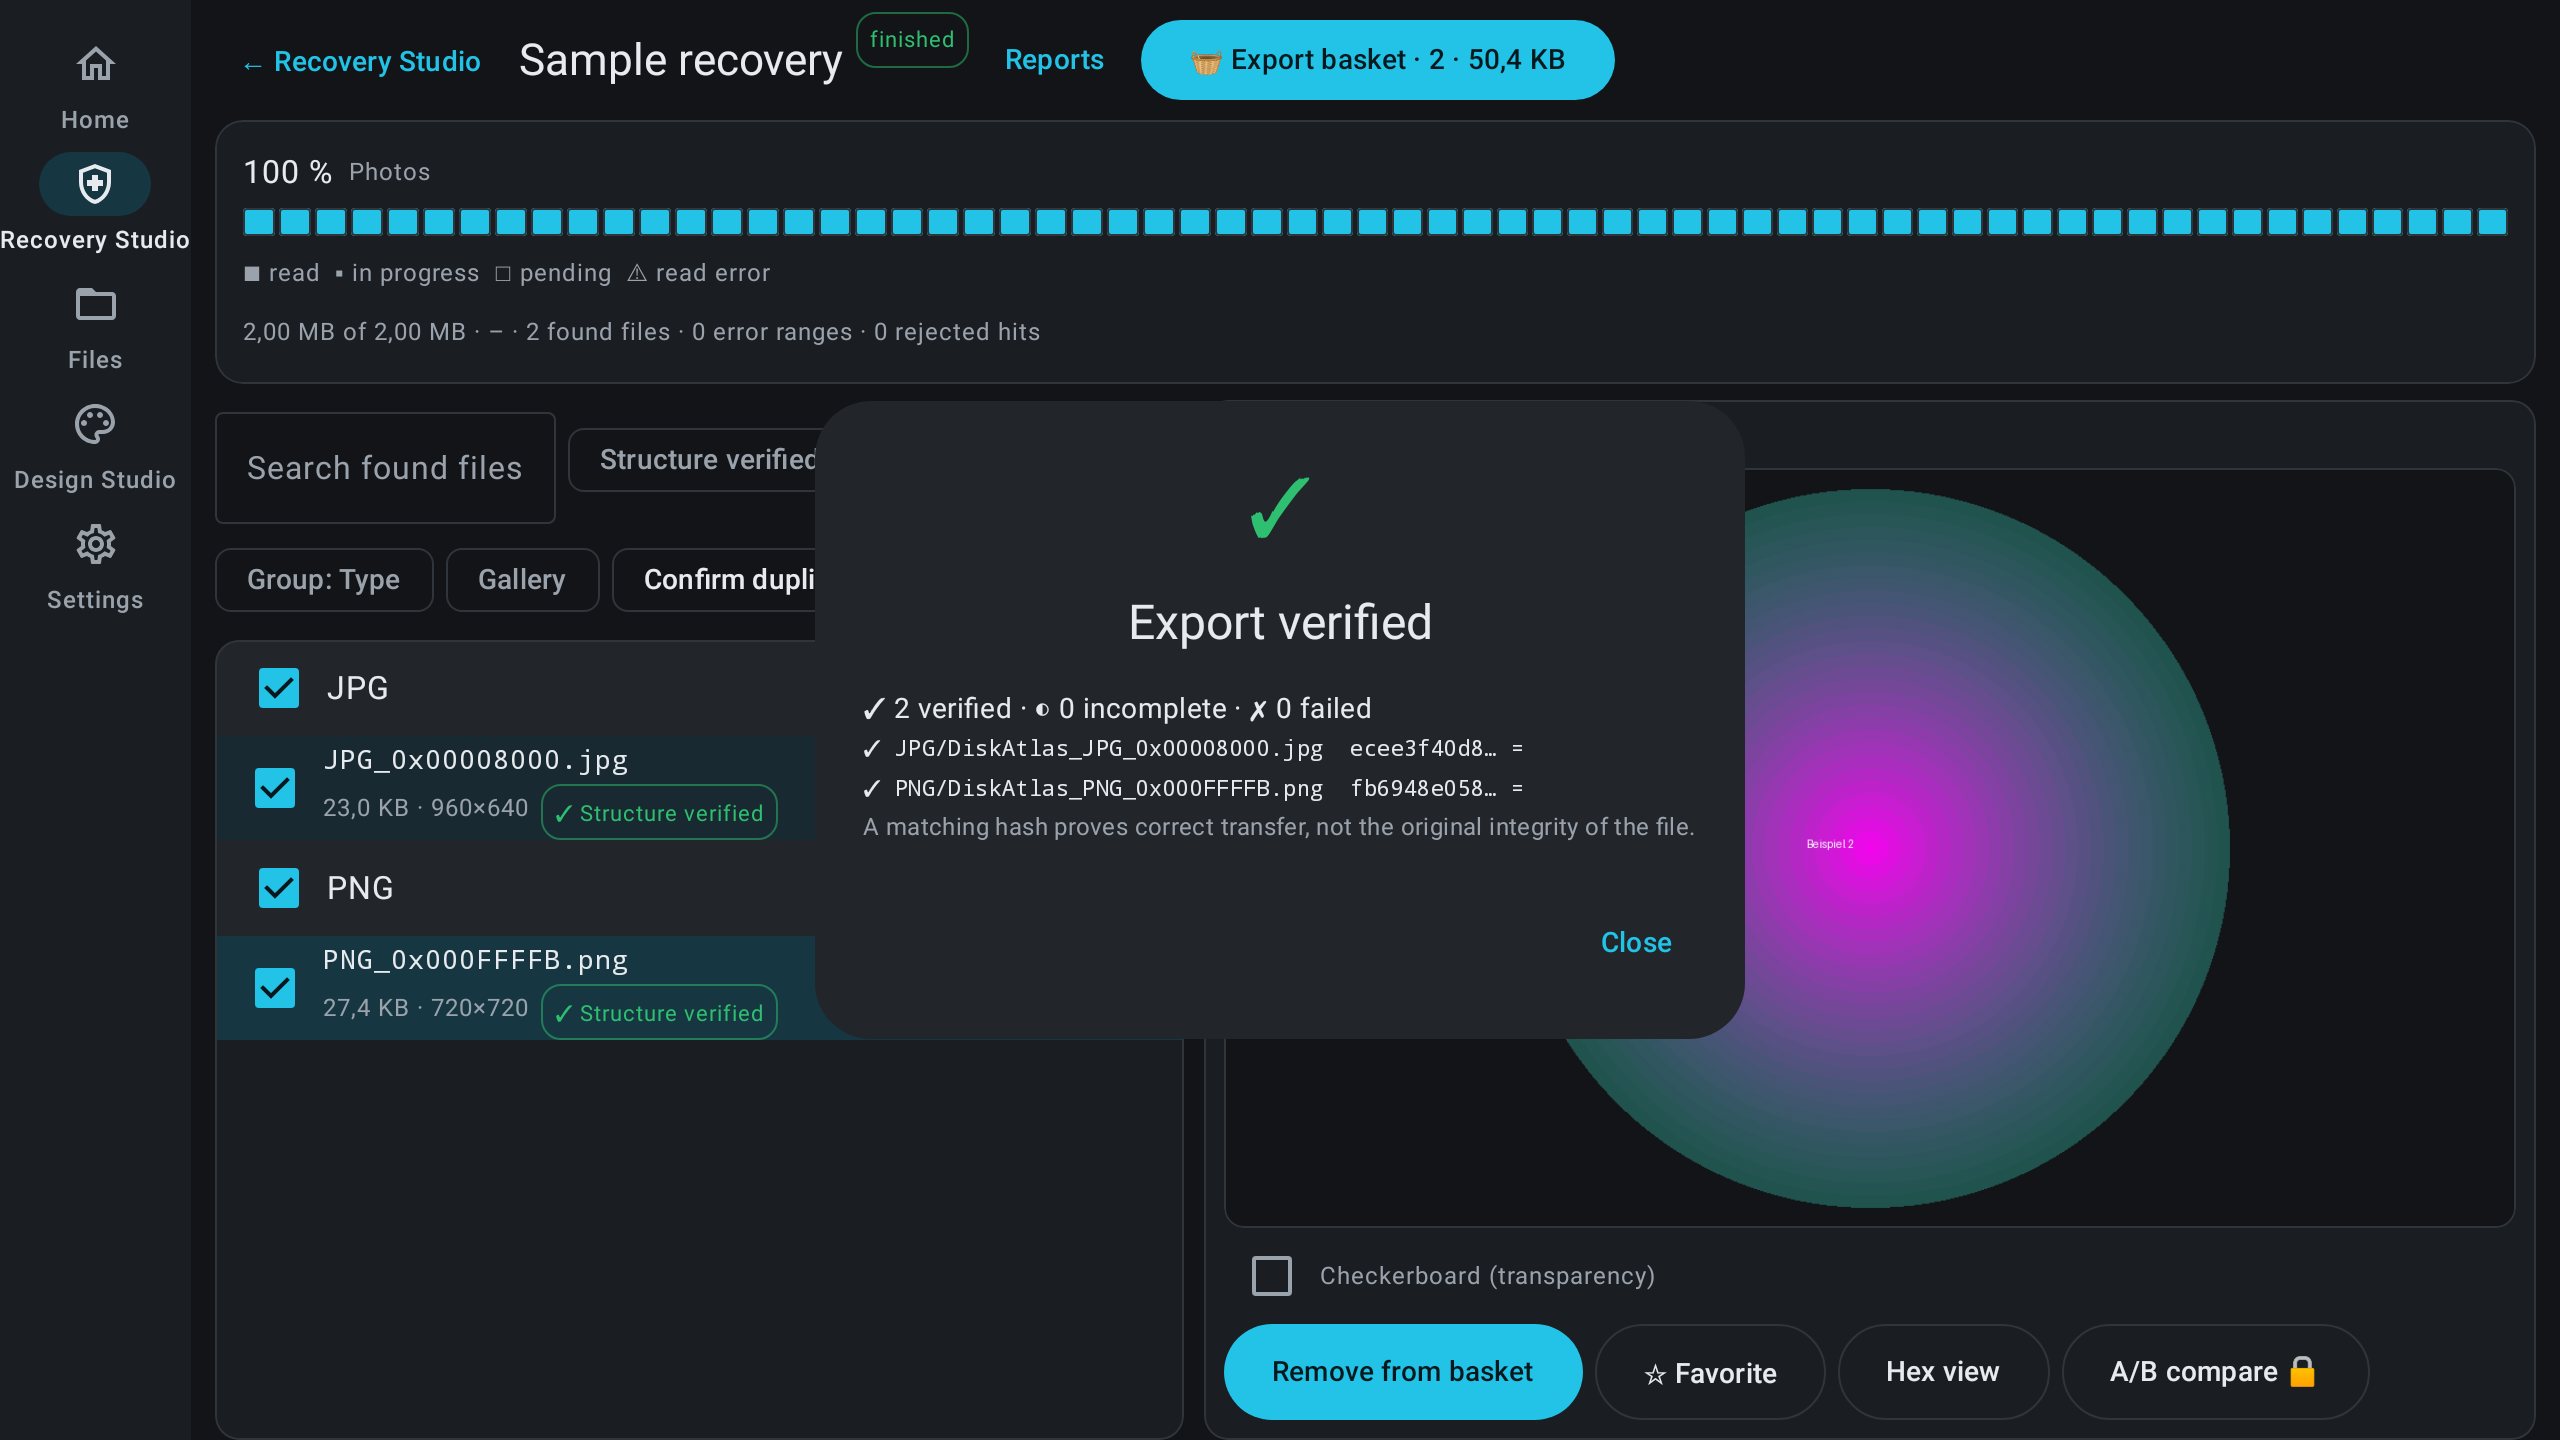 Home
Recovery Studio
Files
Design Studio
Settings
← Recovery Studio
Sample recovery
finished
Reports
Export basket · 2 · 50,4 KB
100 % Photos
■ read ▪ in progress □ pending ⚠ read error
2,00 MB of 2,00 MB · – · 2 found files · 0 error ranges · 0 rejected hits
Search found files
Structure verified
Group: Type
Gallery
Confirm dupli
JPG
JPG_0x00008000.jpg
23,0 KB · 960×640
✓ Structure verified
PNG
PNG_0x000FFFFB.png
27,4 KB · 720×720
✓ Structure verified
✓
Export verified
✓ 2 verified · ◐ 0 incomplete · ✗ 0 failed
✓ JPG/DiskAtlas_JPG_0x00008000.jpg ecee3f40d8… =
✓ PNG/DiskAtlas_PNG_0x000FFFFB.png fb6948e058… =
A matching hash proves correct transfer, not the original integrity of the file.
Close
Beispiel 2
Checkerboard (transparency)
Remove from basket
☆ Favorite
Hex view
A/B compare 🔒